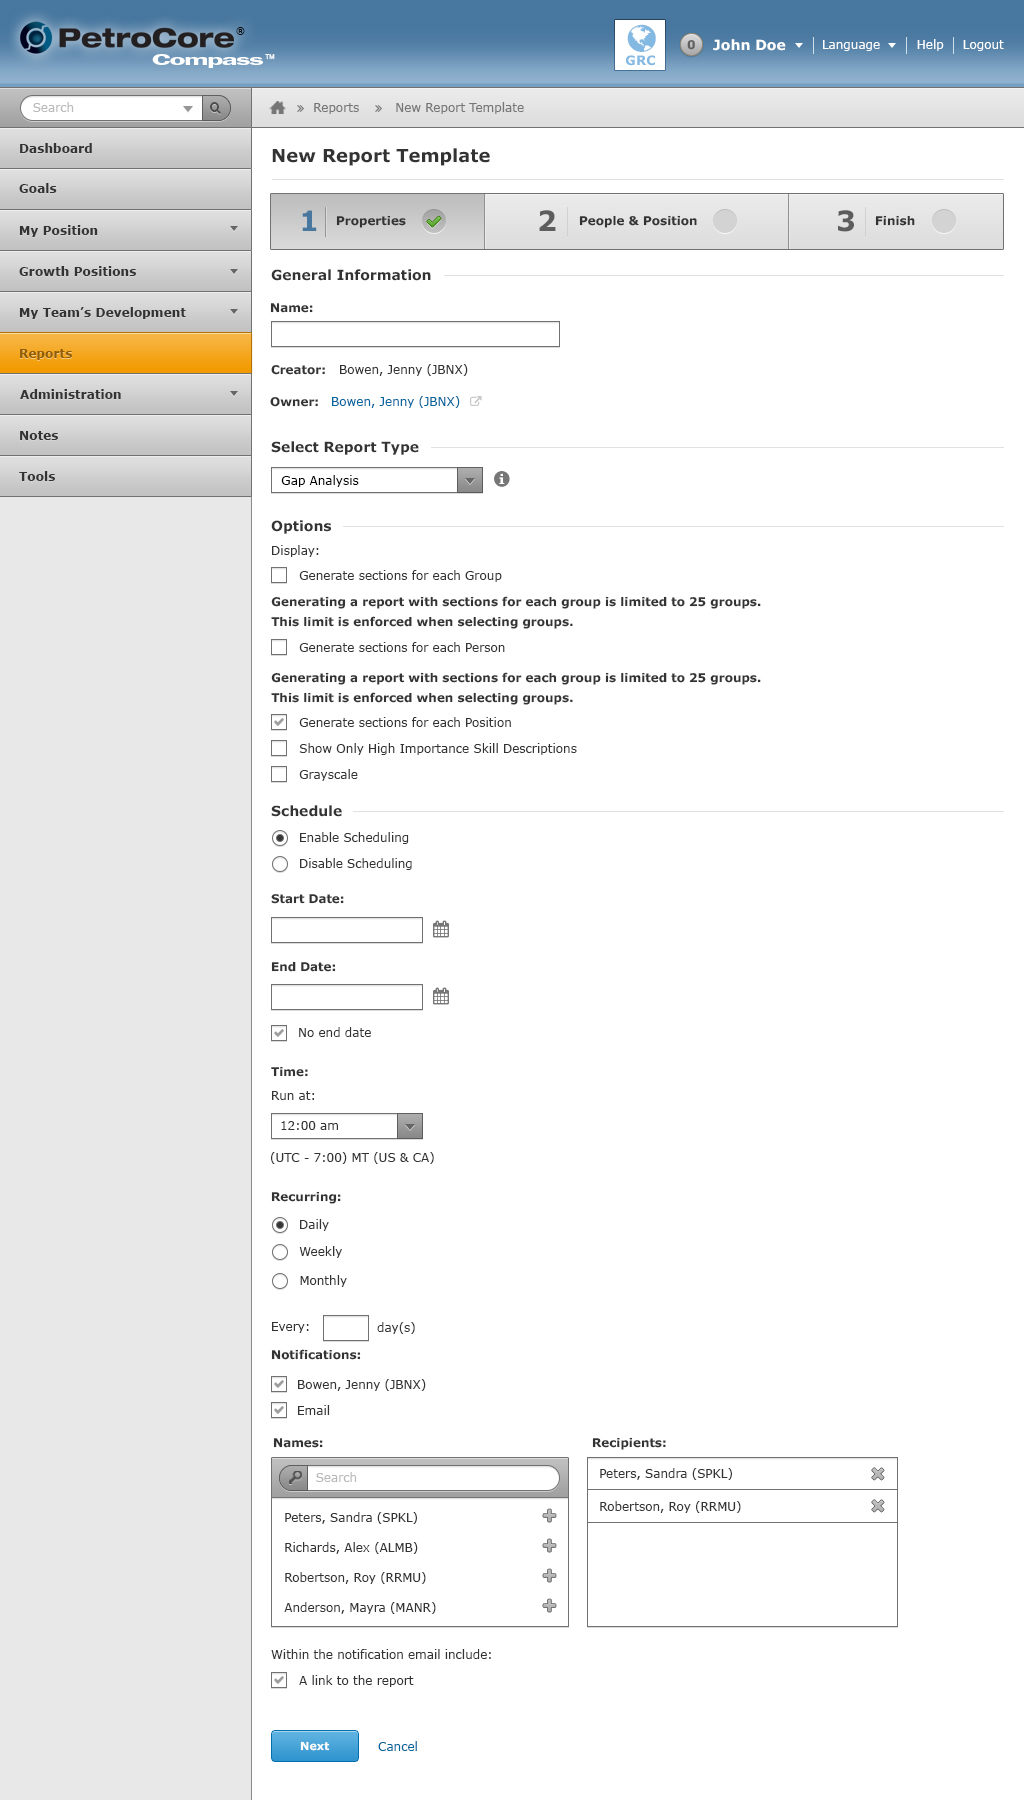 PetroCore®
Compass™
GRC
0 John Doe Language Help Logout
Search
Reports » New Report Template
Dashboard
Goals
My Position
Growth Positions
My Team's Development
Reports
Administration
Notes
Tools
New Report Template
1 Properties
2 People & Position
3 Finish
General Information
Name:
Creator: Bowen, Jenny (JBNX)
Owner: Bowen, Jenny (JBNX)
Select Report Type
Gap Analysis
Options
Display:
Generate sections for each Group
Generating a report with sections for each group is limited to 25 groups.
This limit is enforced when selecting groups.
Generate sections for each Person
Generating a report with sections for each group is limited to 25 groups.
This limit is enforced when selecting groups.
Generate sections for each Position
Show Only High Importance Skill Descriptions
Grayscale
Schedule
Enable Scheduling
Disable Scheduling
Start Date:
End Date:
No end date
Time:
Run at:
12:00 am
(UTC - 7:00) MT (US & CA)
Recurring:
Daily
Weekly
Monthly
Every: day(s)
Notifications:
Bowen, Jenny (JBNX)
Email
Names:
Search
Peters, Sandra (SPKL)
Richards, Alex (ALMB)
Robertson, Roy (RRMU)
Anderson, Mayra (MANR)
Recipients:
Peters, Sandra (SPKL)
Robertson, Roy (RRMU)
Within the notification email include:
A link to the report
Next Cancel